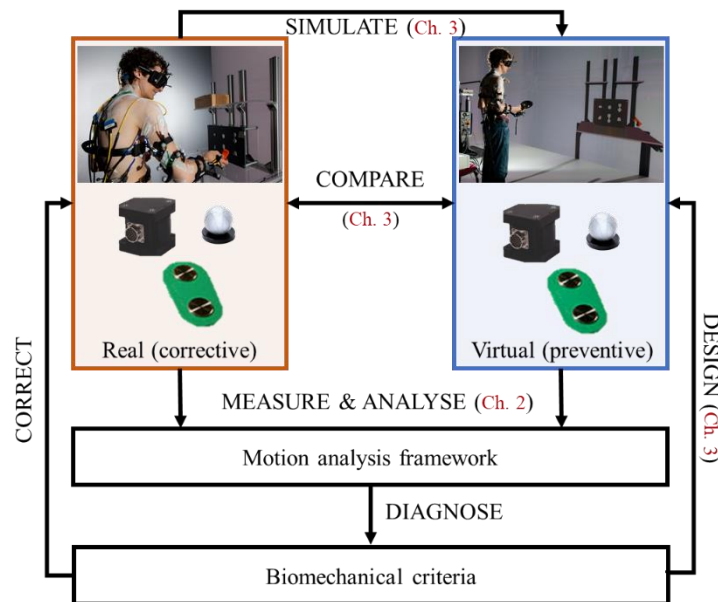 SIMULATE (Ch. 3)
COMPARE
(Ch. 3)
Real (corrective)
Virtual (preventive)
CORRECT
DESIGN (Ch. 3)
MEASURE & ANALYSE (Ch. 2)
Motion analysis framework
DIAGNOSE
Biomechanical criteria